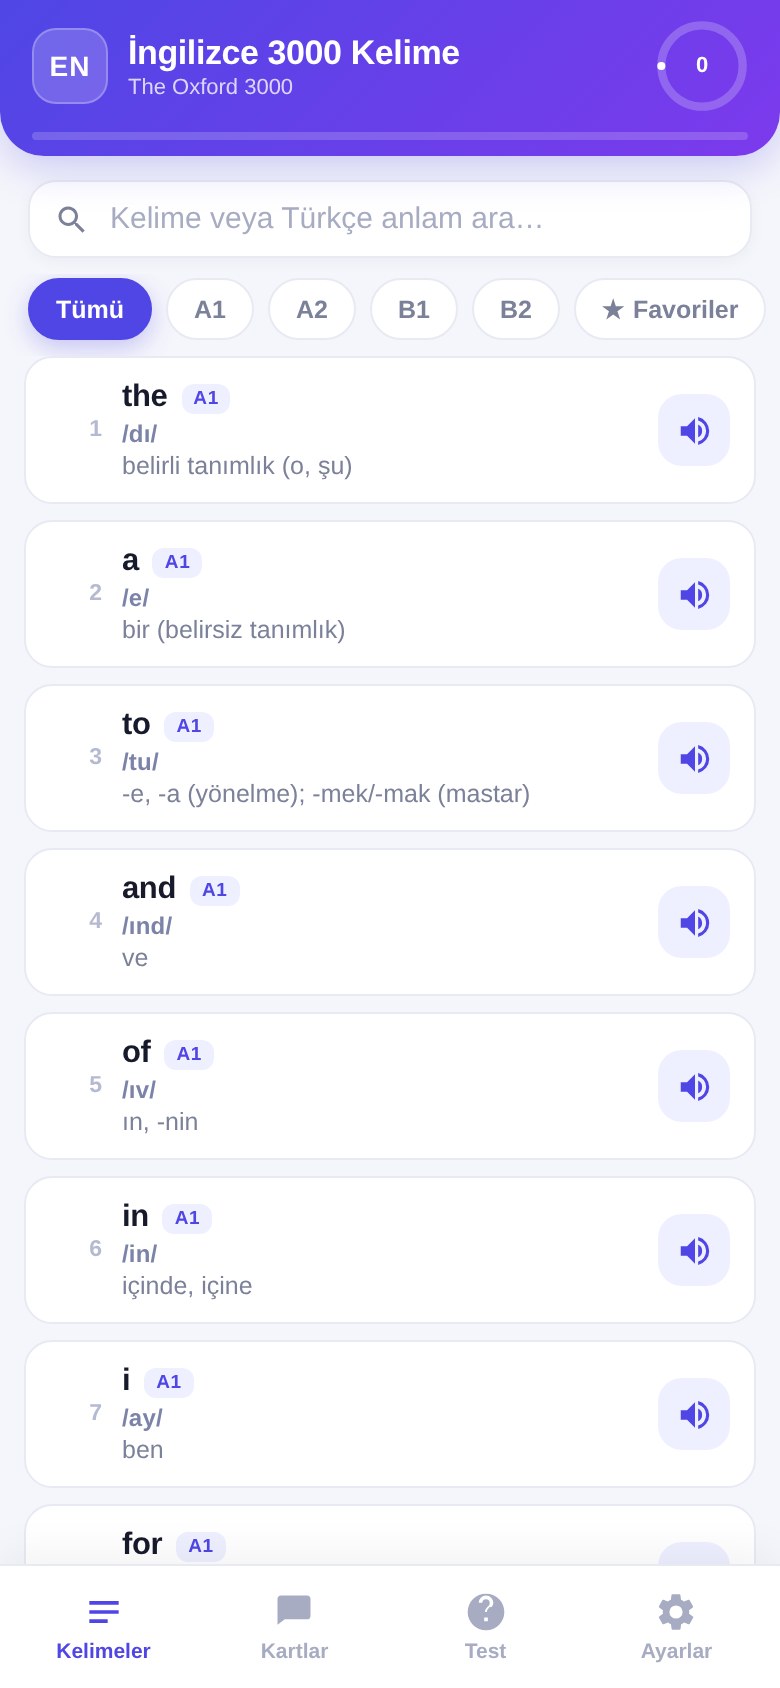 EN
İngilizce 3000 Kelime
The Oxford 3000
0
Kelime veya Türkçe anlam ara…
Tümü
A1
A2
B1
B2
★ Favoriler
1
the A1
/dı/
belirli tanımlık (o, şu)
2
a A1
/e/
bir (belirsiz tanımlık)
3
to A1
/tu/
-e, -a (yönelme); -mek/-mak (mastar)
4
and A1
/ınd/
ve
5
of A1
/ıv/
ın, -nin
6
in A1
/in/
içinde, içine
7
i A1
/ay/
ben
for A1
Kelimeler
Kartlar
Test
Ayarlar